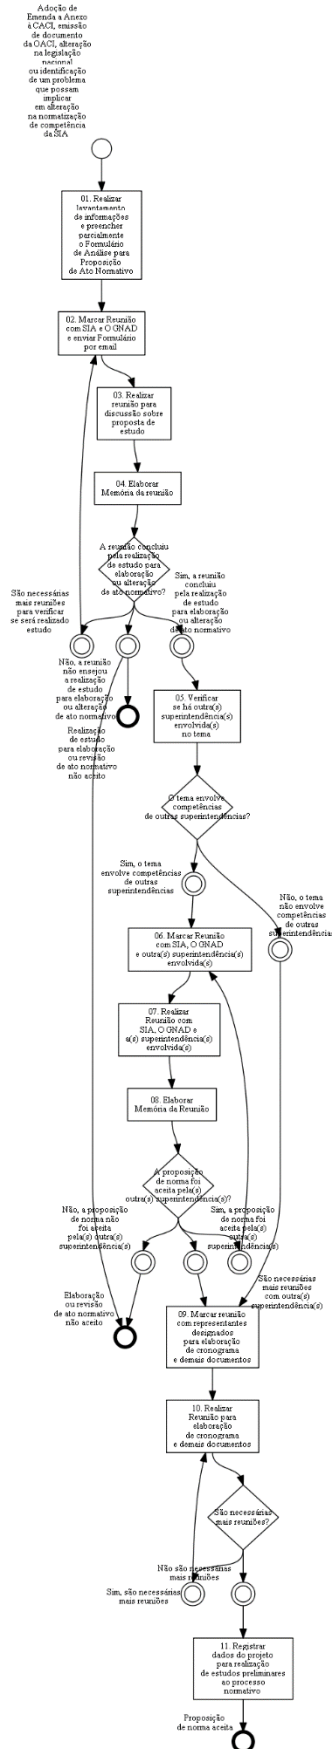 Adoção de
Emenda a Anexo
à CACI, emissão
de documento
da OACI, alteração
na legislação
nacional
ou identificação
de um problema
que possam
implicar
em alteração
na normatização
de competência
da SIA
01. Realizar
levantamento
de informações
e preencher
parcialmente
o Formulário
de Análise para
Proposição
de Ato Normativo
02. Marcar Reunião
com SIA e O GNAD
e enviar Formulário
por email
03. Realizar
reunião para
discussão sobre
proposta de
estudo
04. Elaborar
Memória da reunião
A reunião concluiu
pela realização
de estudo para
elaboração
ou alteração
de ato normativo?
São necessárias
mais reuniões
para verificar
se será realizado
estudo
Sim, a reunião
concluiu
pela realização
de estudo
para elaboração
ou alteração
de ato normativo
Não, a reunião
não ensejou
a realização
de estudo
para elaboração
ou alteração
de ato normativo
Realização
de estudo
para elaboração
ou revisão
de ato normativo
não aceito
05. Verificar
se há outra(s)
superintendência(s)
envolvida(s)
no tema
O tema envolve
competências
de outras superintendências?
Sim, o tema
envolve competências
de outras
superintendências
Não, o tema
não envolve
competências
de outras
superintendências
06. Marcar Reunião
com SIA, O GNAD
e outra(s) superintendência(s)
envolvida(s)
07. Realizar
Reunião com
SIA, O GNAD e
a(s) superintendência(s)
envolvida(s)
08. Elaborar
Memória da Reunião
A proposição
de norma foi
aceita pela(s)
outra(s) superintendência(s)?
Não, a proposição
de norma não
foi aceita
pela(s) outra(s)
superintendência(s)
Sim, a proposição
de norma foi
aceita pela(s)
outra(s)
superintendência(s)
São necessárias
mais reuniões
com outra(s)
superintendência(s)
Elaboração
ou revisão
de ato normativo
não aceito
09. Marcar reunião
com representantes
designados
para elaboração
de cronograma
e demais documentos
10. Realizar
Reunião para
elaboração
de cronograma
e demais documentos
São necessárias
mais reuniões?
Não são necessárias
mais reuniões
Sim, são necessárias
mais reuniões
11. Registrar
dados do projeto
para realização
de estudos preliminares
ao processo
normativo
Proposição
de norma aceita